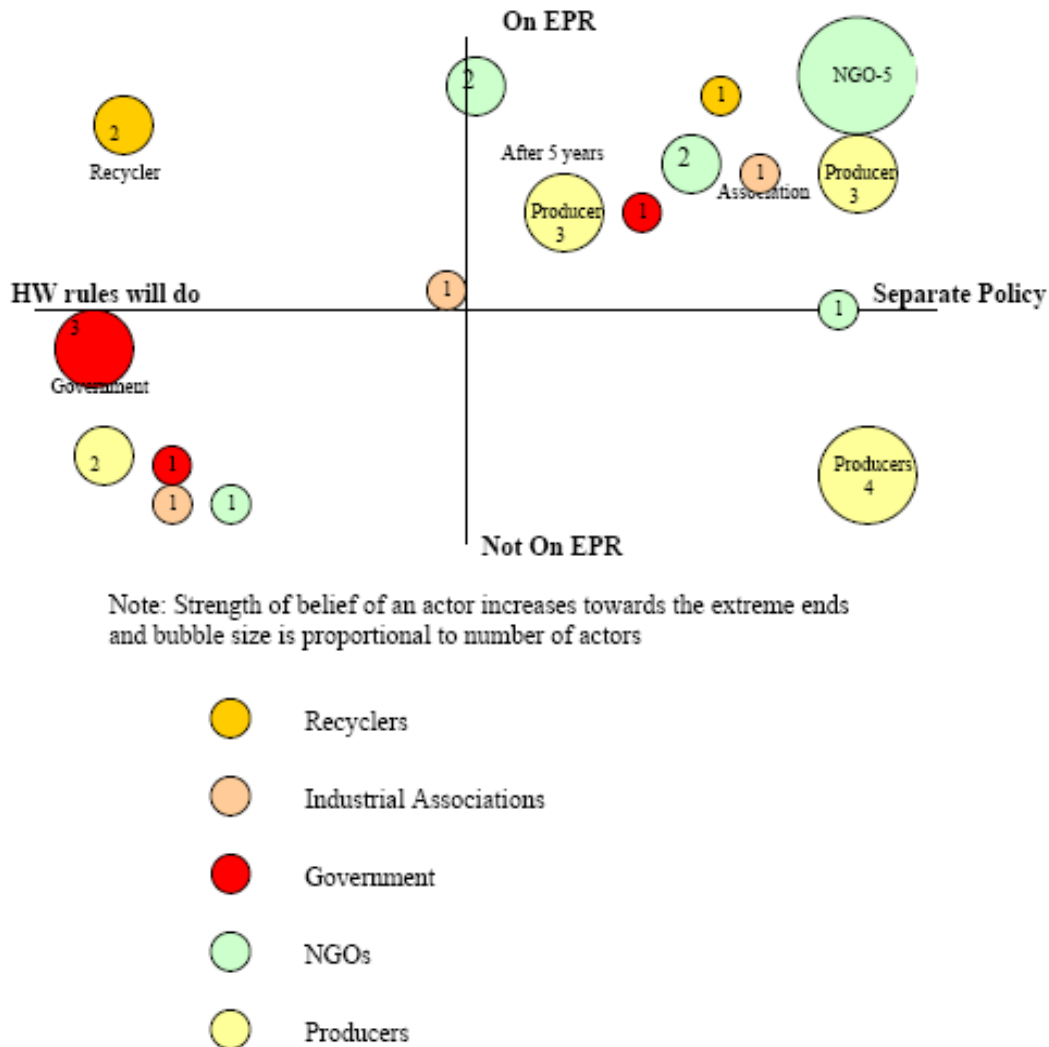 On EPR
2
NGO-5
1
2
Recycler
After 5 years
2
1
Association
Producer
3
Producer
3
1
1
HW rules will do
Separate Policy
1
3
Government
2
1
1
1
Producers
4
Not On EPR
Note: Strength of belief of an actor increases towards the extreme ends
and bubble size is proportional to number of actors
Recyclers
Industrial Associations
Government
NGOs
Producers